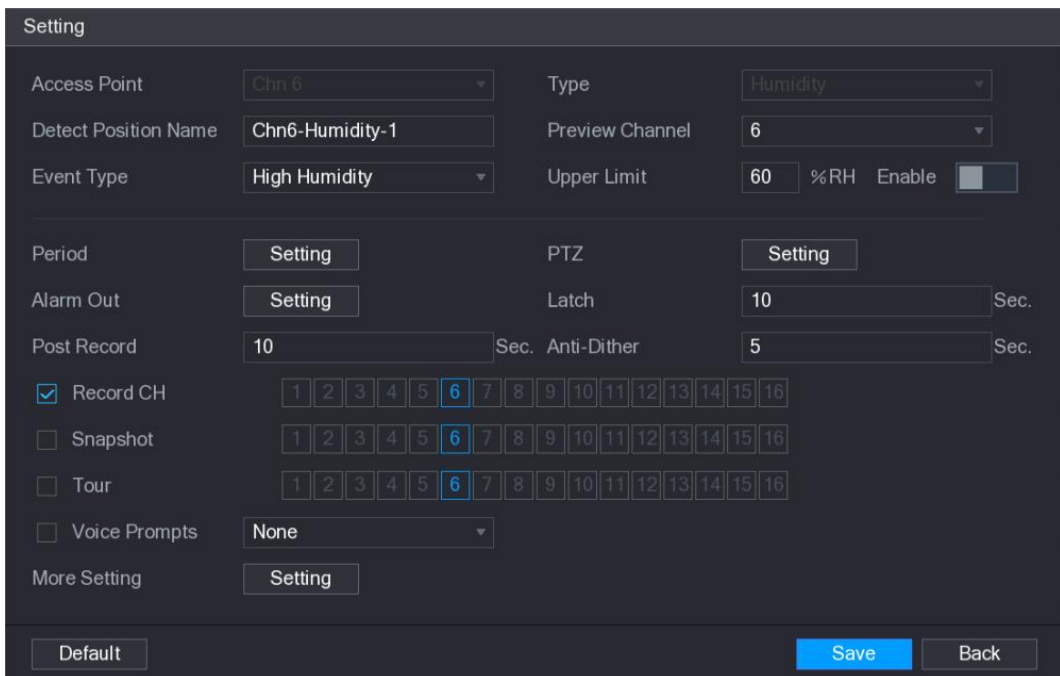 Setting
Access Point Chn 6 Type Humidity
Detect Position Name Chn6-Humidity-1 Preview Channel 6
Event Type High Humidity Upper Limit 60 %RH Enable
Period Setting PTZ Setting
Alarm Out Setting Latch 10 Sec.
Post Record 10 Sec. Anti-Dither 5 Sec.
Record CH 1 2 3 4 5 6 7 8 9 10 11 12 13 14 15 16
Snapshot 1 2 3 4 5 6 7 8 9 10 11 12 13 14 15 16
Tour 1 2 3 4 5 6 7 8 9 10 11 12 13 14 15 16
Voice Prompts None
More Setting Setting
Default Save Back